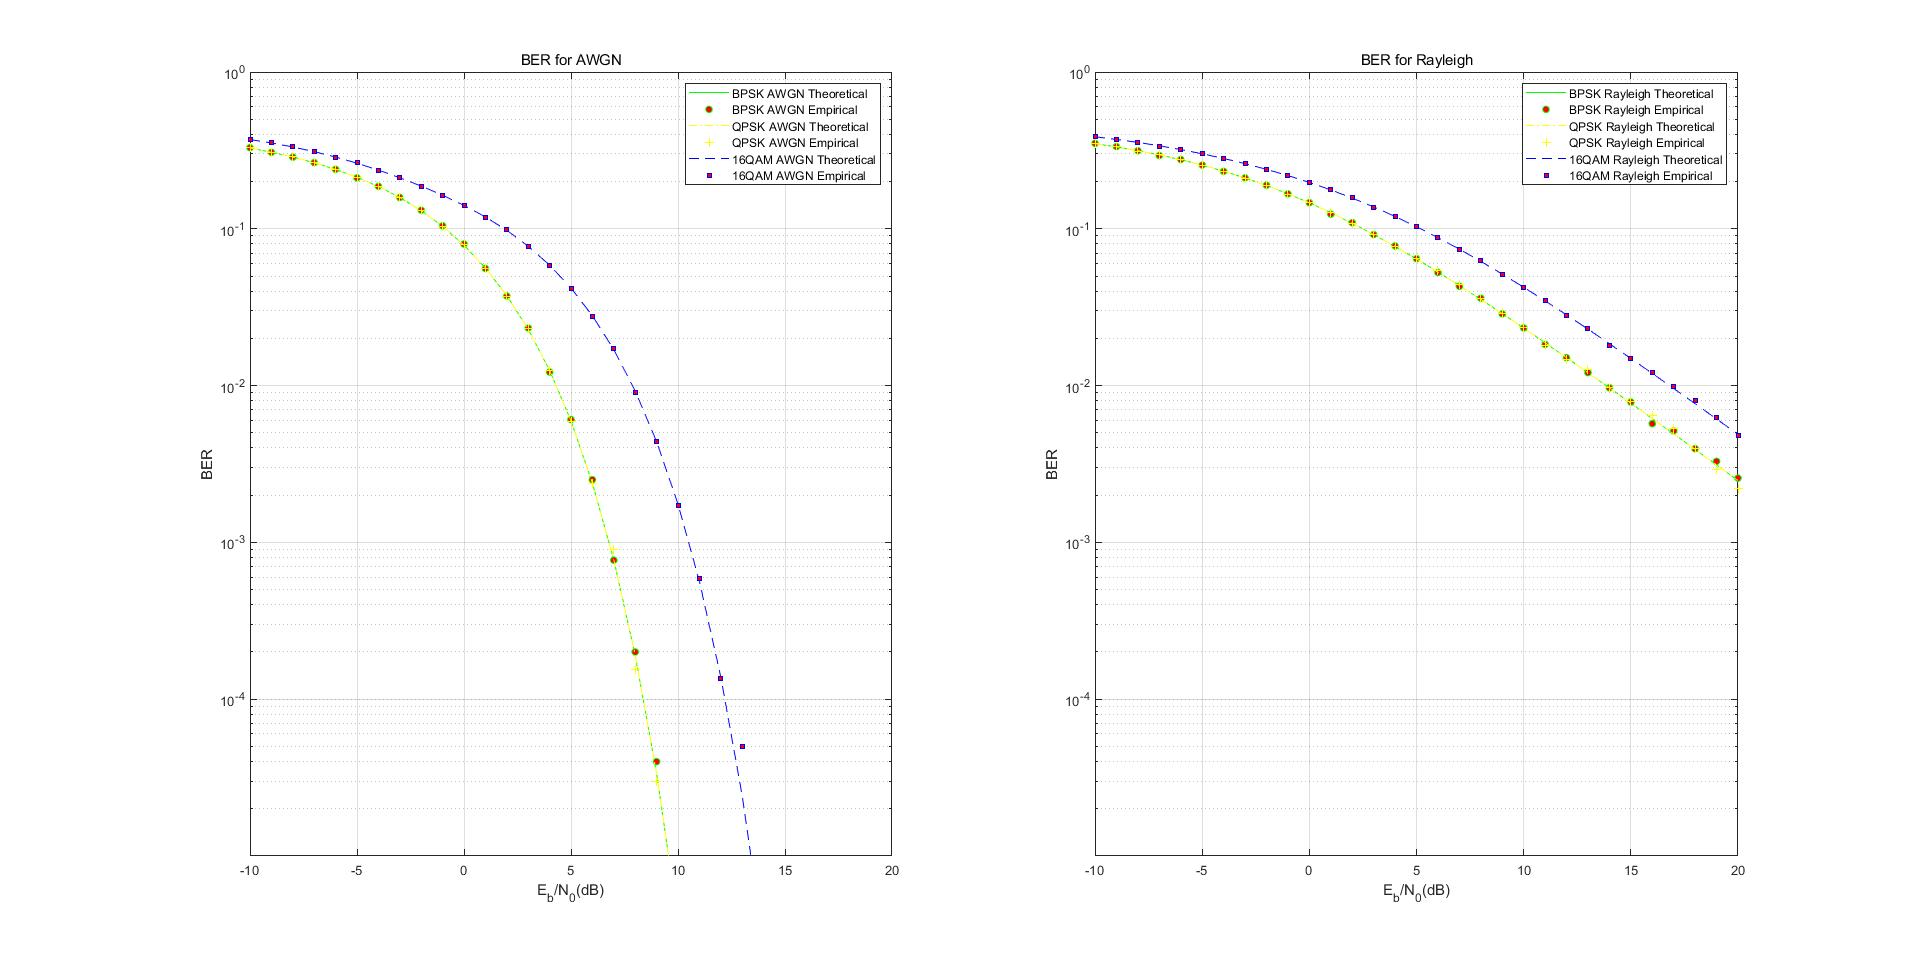 BER for AWGN
10^0
10^-1
10^-2
10^-3
10^-4
BER
BPSK AWGN Theoretical
BPSK AWGN Empirical
QPSK AWGN Theoretical
QPSK AWGN Empirical
16QAM AWGN Theoretical
16QAM AWGN Empirical
-10 -5 0 5 10 15 20
E_b/N_0(dB)
BER for Rayleigh
10^0
10^-1
10^-2
10^-3
10^-4
BER
BPSK Rayleigh Theoretical
BPSK Rayleigh Empirical
QPSK Rayleigh Theoretical
QPSK Rayleigh Empirical
16QAM Rayleigh Theoretical
16QAM Rayleigh Empirical
-10 -5 0 5 10 15 20
E_b/N_0(dB)